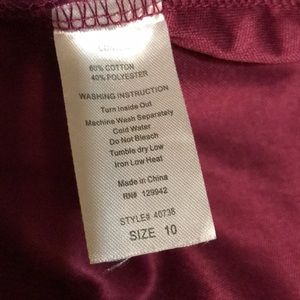 60% COTTON
40% POLYESTER
WASHING INSTRUCTION
Turn Inside Out
Machine Wash Separately
Cold Water
Do Not Bleach
Tumble dry Low
Iron Low Heat
Made in China
RN# 129942
STYLE# 40738
SIZE 10